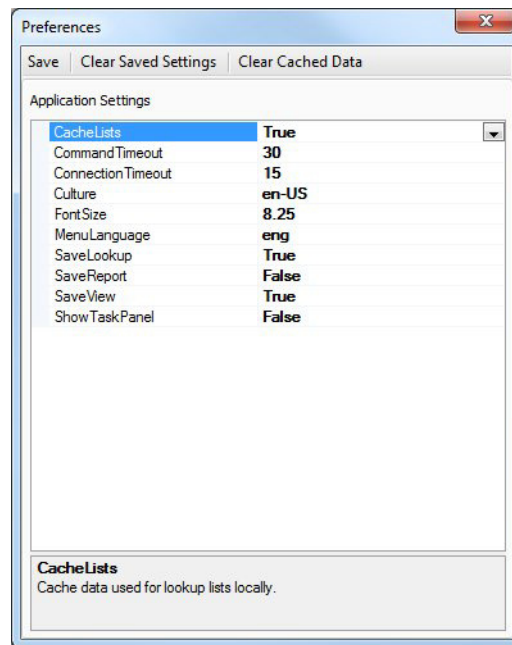 Preferences
Save Clear Saved Settings Clear Cached Data
Application Settings
CacheLists True
CommandTimeout 30
ConnectionTimeout 15
Culture en-US
FontSize 8.25
MenuLanguage eng
SaveLookup True
SaveReport False
SaveView True
ShowTaskPanel False
CacheLists
Cache data used for lookup lists locally.